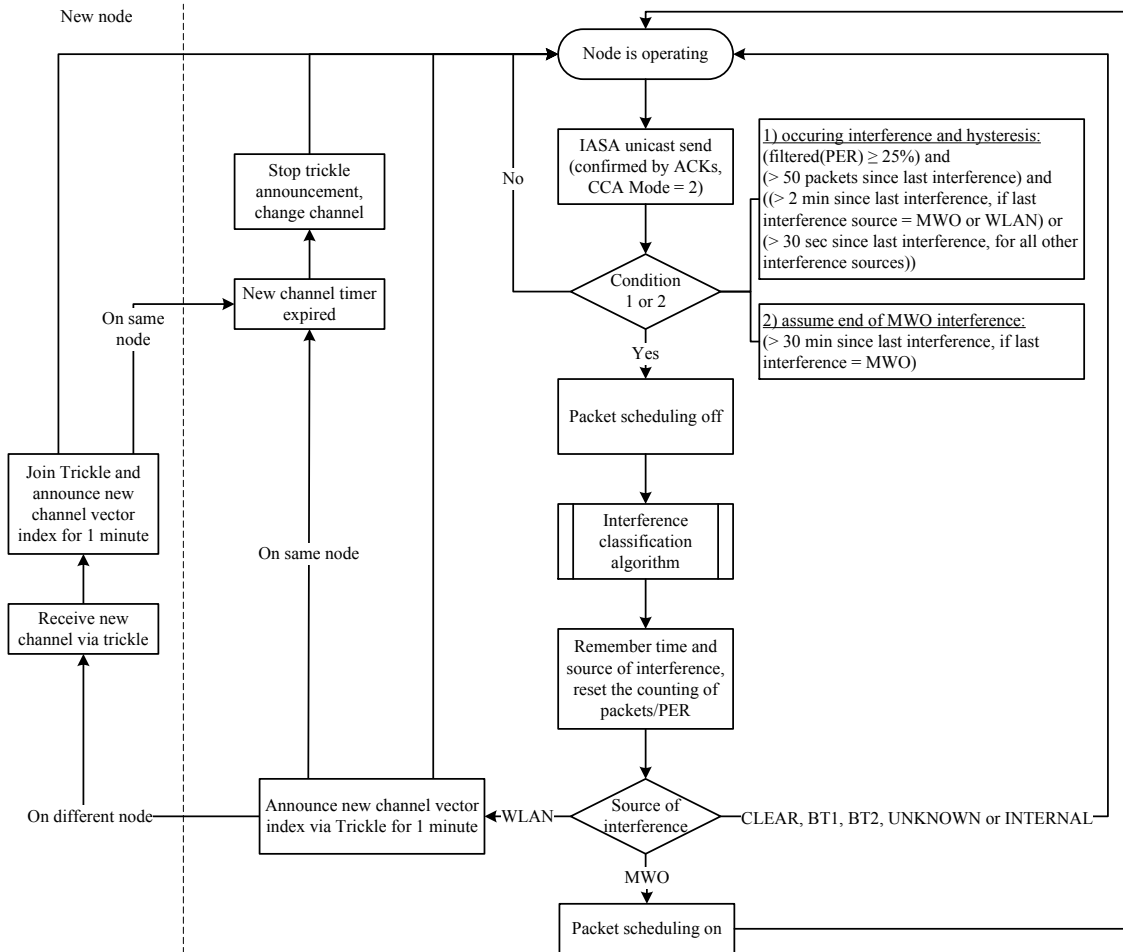 New node
Node is operating
IASA unicast send
(confirmed by ACKs,
CCA Mode = 2)
1) occuring interference and hysteresis:
(filtered(PER) ≥ 25%) and
(> 50 packets since last interference) and
((> 2 min since last interference, if last
interference source = MWO or WLAN) or
(> 30 sec since last interference, for all other
interference sources))
No
Stop trickle
announcement,
change channel
Condition
1 or 2
New channel timer
expired
On same
node
2) assume end of MWO interference:
(> 30 min since last interference, if last
interference = MWO)
Yes
Packet scheduling off
Join Trickle and
announce new
channel vector
index for 1 minute
Interference
classification
algorithm
On same node
Receive new
channel via trickle
Remember time and
source of interference,
reset the counting of
packets/PER
On different node
Announce new channel vector
index via Trickle for 1 minute
WLAN
Source of
interference
CLEAR, BT1, BT2, UNKNOWN or INTERNAL
MWO
Packet scheduling on